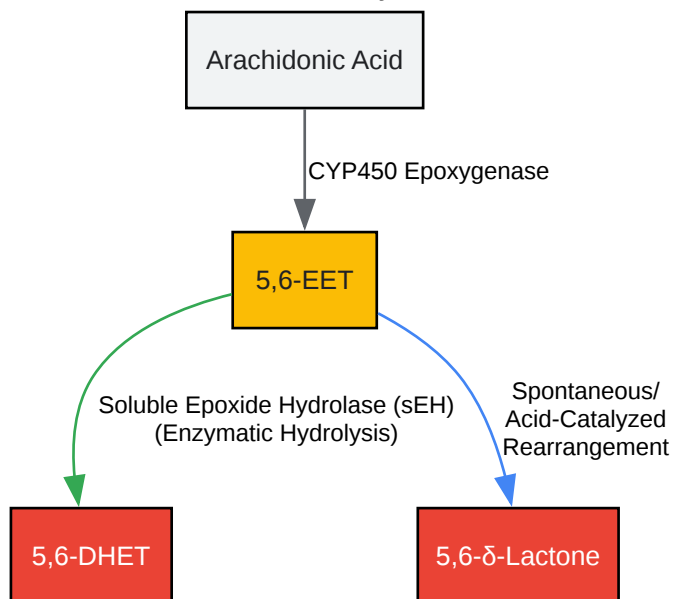 Arachidonic Acid
CYP450 Epoxygenase
5,6-EET
Soluble Epoxide Hydrolase (sEH)
(Enzymatic Hydrolysis)
Spontaneous/
Acid-Catalyzed
Rearrangement
5,6-DHET
5,6-δ-Lactone